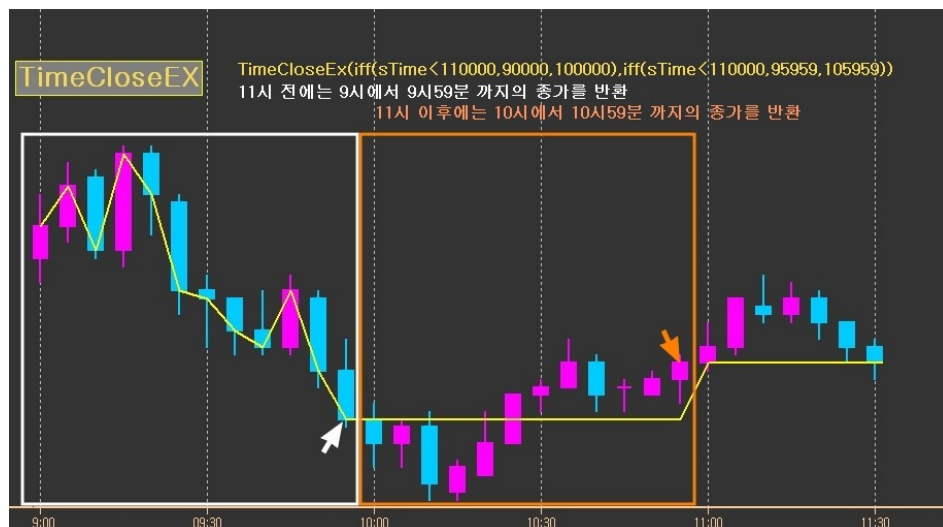 TimeCloseEX
TimeCloseEx(iff(sTime<110000,90000,100000),iff(sTime<110000,95959,105959))
11시 전에는 9시에서 9시59분 까지의 종가를 반환
11시 이후에는 10시에서 10시59분 까지의 종가를 반환
9:00 09:30 10:00 10:30 11:00 11:30